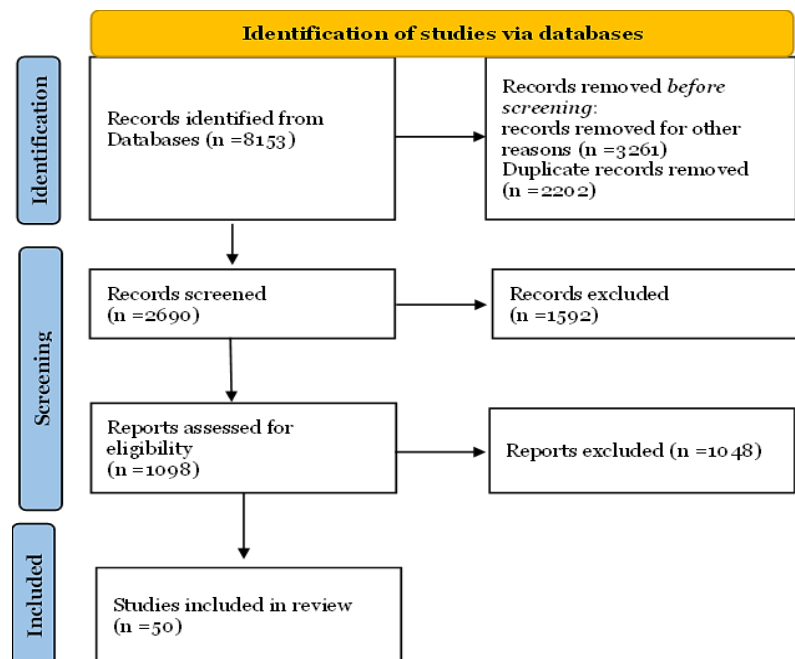 Identification of studies via databases
Identification
Records identified from
Databases (n =8153)
Records removed before
screening:
records removed for other
reasons (n =3261)
Duplicate records removed
(n =2202)
Screening
Records screened
(n =2690)
Records excluded
(n =1592)
Reports assessed for
eligibility
(n =1098)
Reports excluded (n =1048)
Included
Studies included in review
(n =50)